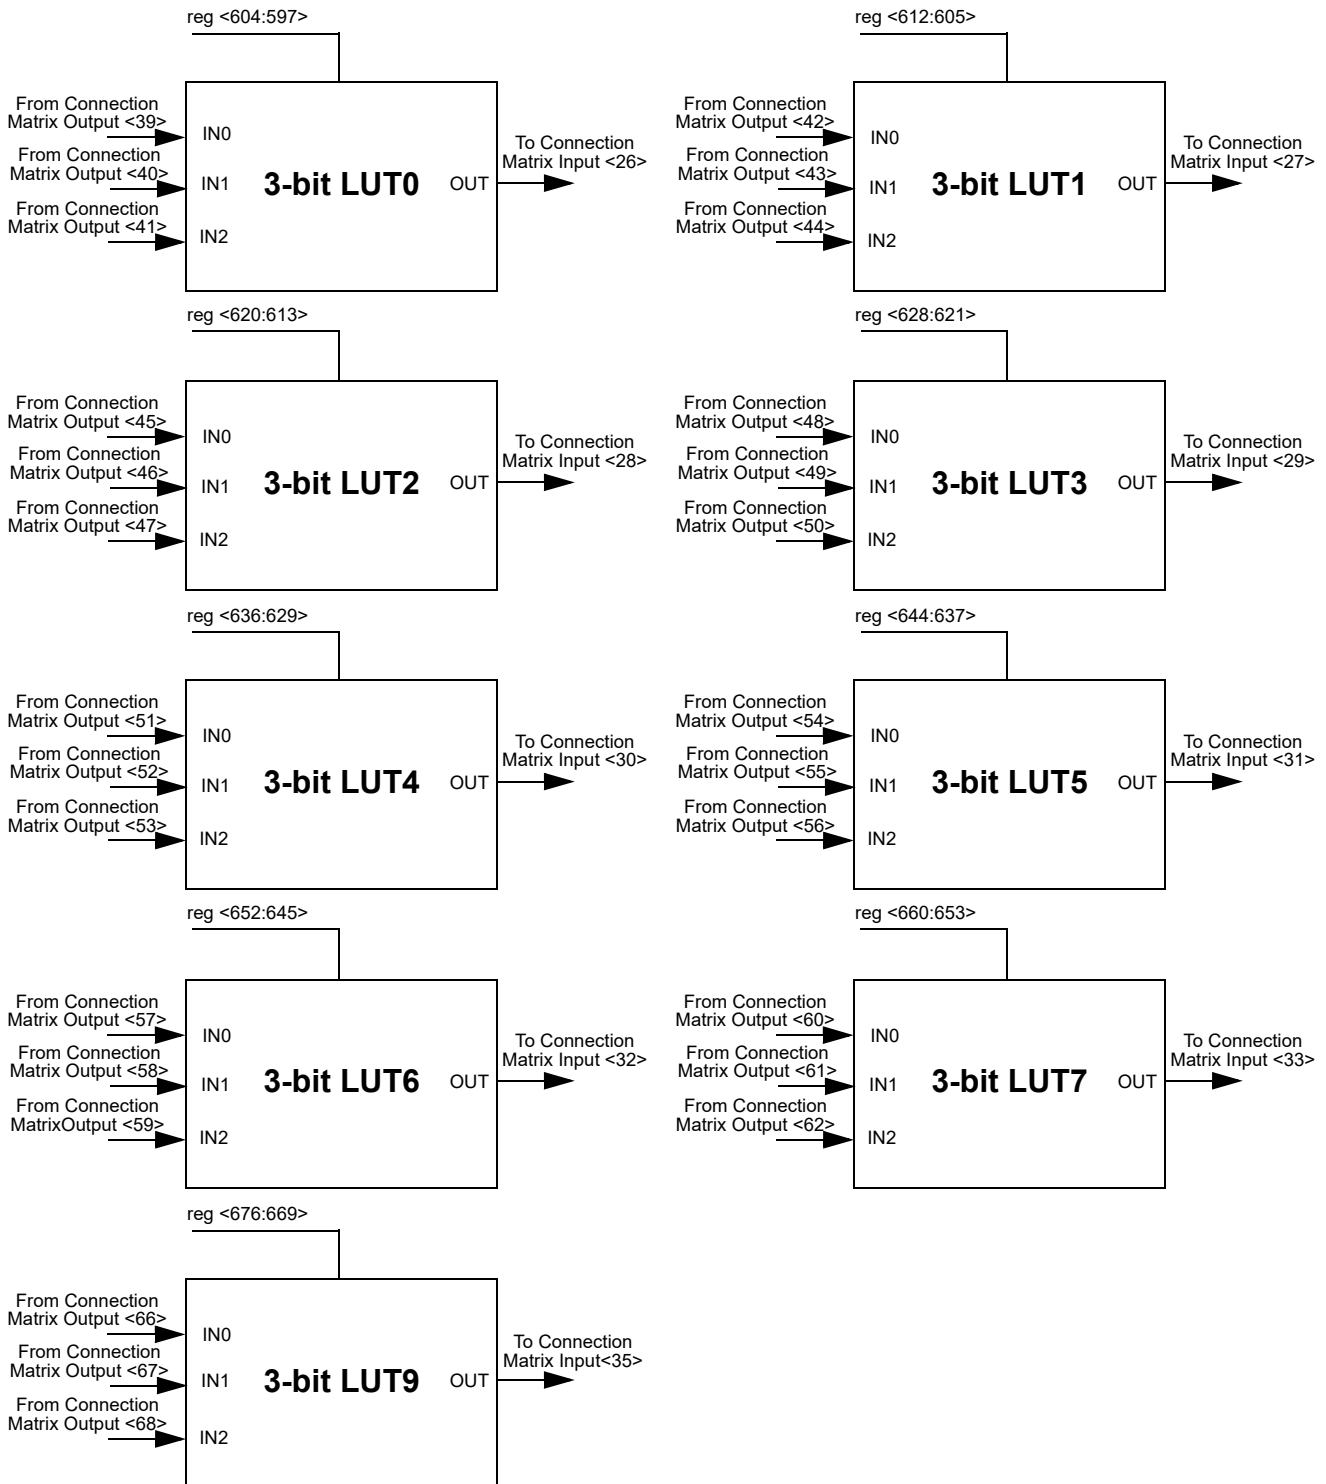 reg <604:597>
From Connection
Matrix Output <39>
From Connection
Matrix Output <40>
From Connection
Matrix Output <41>
IN0
IN1
IN2
3-bit LUT0
OUT
To Connection
Matrix Input <26>
reg <612:605>
From Connection
Matrix Output <42>
From Connection
Matrix Output <43>
From Connection
Matrix Output <44>
IN0
IN1
IN2
3-bit LUT1
OUT
To Connection
Matrix Input <27>
reg <620:613>
From Connection
Matrix Output <45>
From Connection
Matrix Output <46>
From Connection
Matrix Output <47>
IN0
IN1
IN2
3-bit LUT2
OUT
To Connection
Matrix Input <28>
reg <628:621>
From Connection
Matrix Output <48>
From Connection
Matrix Output <49>
From Connection
Matrix Output <50>
IN0
IN1
IN2
3-bit LUT3
OUT
To Connection
Matrix Input <29>
reg <636:629>
From Connection
Matrix Output <51>
From Connection
Matrix Output <52>
From Connection
Matrix Output <53>
IN0
IN1
IN2
3-bit LUT4
OUT
To Connection
Matrix Input <30>
reg <644:637>
From Connection
Matrix Output <54>
From Connection
Matrix Output <55>
From Connection
Matrix Output <56>
IN0
IN1
IN2
3-bit LUT5
OUT
To Connection
Matrix Input <31>
reg <652:645>
From Connection
Matrix Output <57>
From Connection
Matrix Output <58>
From Connection
MatrixOutput <59>
IN0
IN1
IN2
3-bit LUT6
OUT
To Connection
Matrix Input <32>
reg <660:653>
From Connection
Matrix Output <60>
From Connection
Matrix Output <61>
From Connection
Matrix Output <62>
IN0
IN1
IN2
3-bit LUT7
OUT
To Connection
Matrix Input <33>
reg <676:669>
From Connection
Matrix Output <66>
From Connection
Matrix Output <67>
From Connection
Matrix Output <68>
IN0
IN1
IN2
3-bit LUT9
OUT
To Connection
Matrix Input<35>